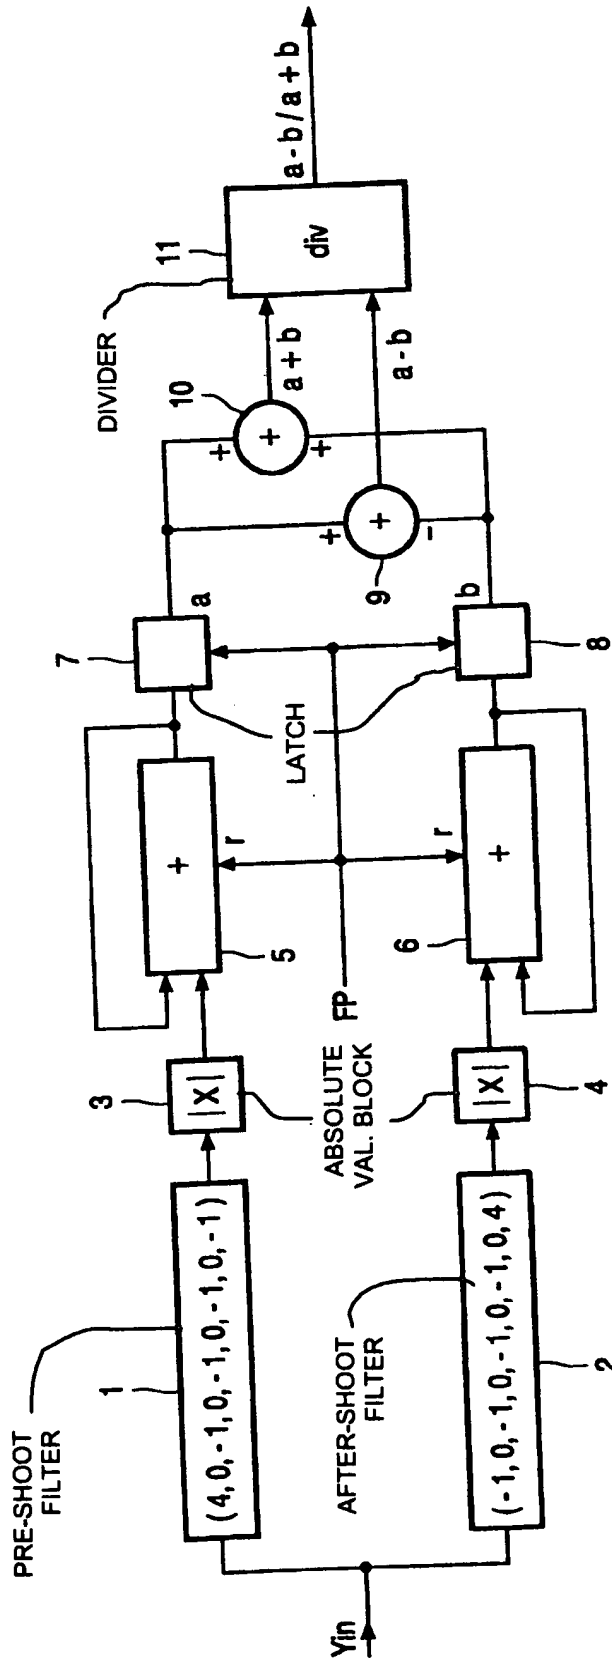 Yin
PRE-SHOOT
FILTER
1
(4,0,-1,0,-1,0,-1,0,-1)
AFTER-SHOOT
FILTER
(-1,0,-1,0,-1,0,-1,0,4)
2
3
|X|
ABSOLUTE
VAL. BLOCK
|X|
4
+
5
r
FP
r
6
+
7
a
LATCH
b
8
+
+
-
9
10
+
+
+
a+b
a-b
DIVIDER
11
div
a-b/a+b